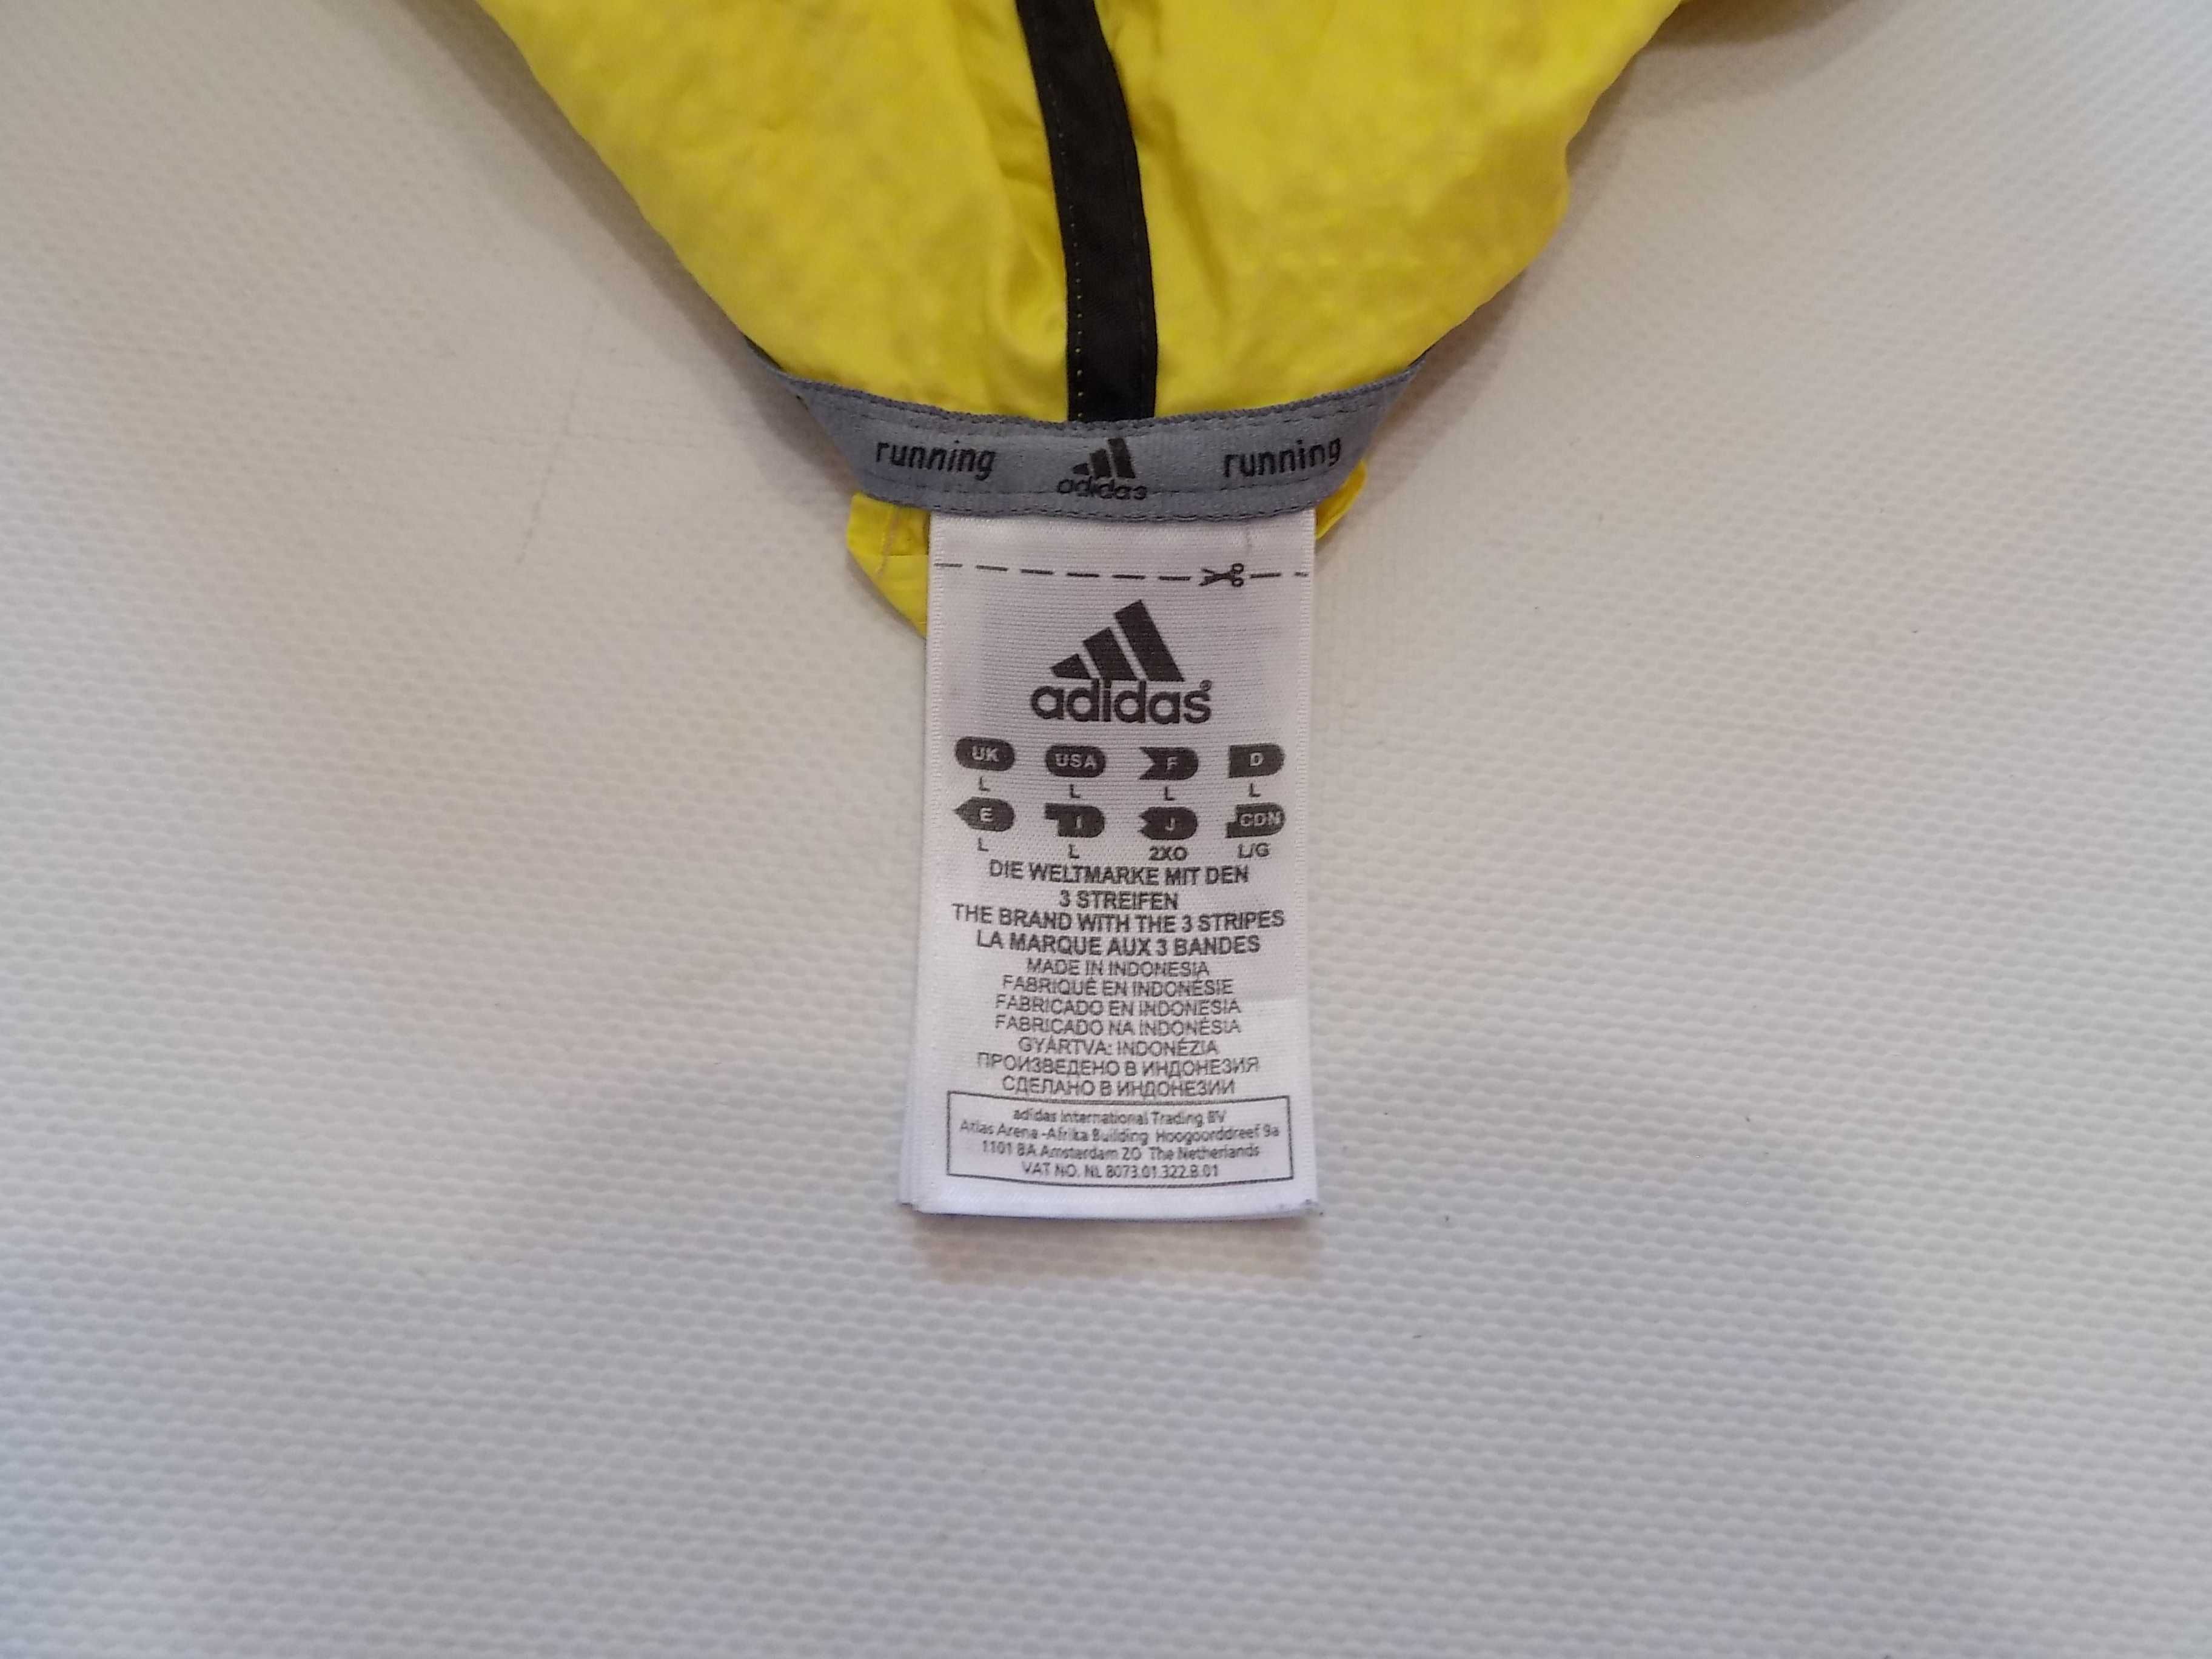 running adidas running
adidas®
UK USA F D
L L L L
E I J CDN
L L 2XO L/G
DIE WELTMARKE MIT DEN
3 STREIFEN
THE BRAND WITH THE 3 STRIPES
LA MARQUE AUX 3 BANDES
MADE IN INDONESIA
FABRIQUÉ EN INDONÉSIE
FABRICADO EN INDONESIA
FABRICADO NA INDONÉSIA
GYÁRTVA: INDONÉZIA
ПРОИЗВЕДЕНО В ИНДОНЕЗИЯ
СДЕЛАНО В ИНДОНЕЗИИ
adidas International Trading BV
Atlas Arena -Afrika Building Hoogoorddreef 9a
1101 BA Amsterdam ZO The Netherlands
VAT NO. NL 8073.01.322.B.01